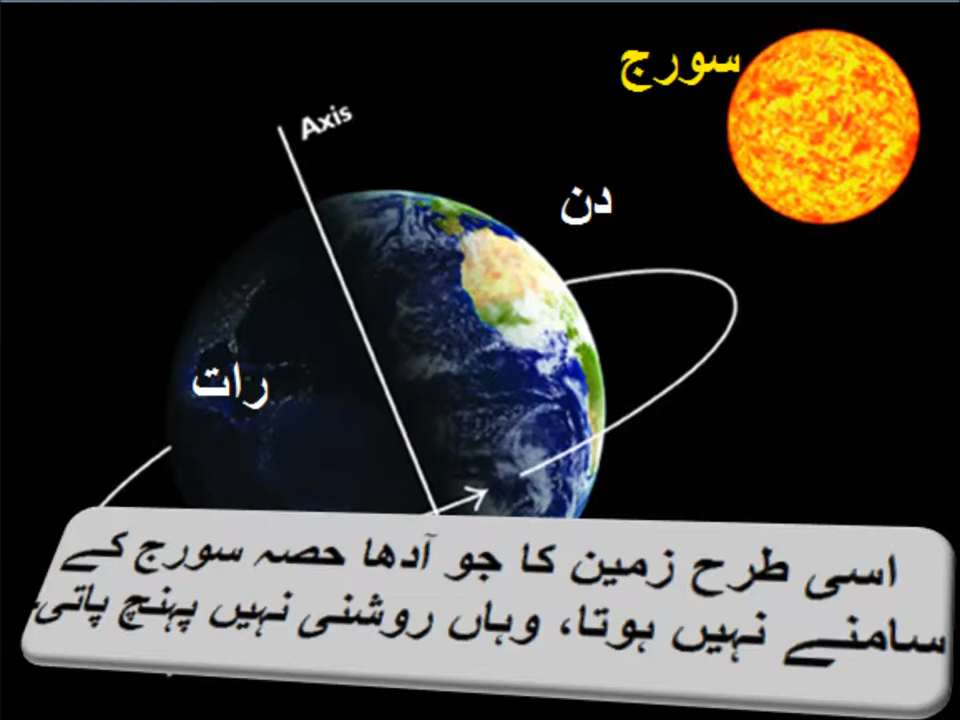 سورج
Axis
دن
رات
اسی طرح زمین کا جو آدھا حصہ سورج کے
سامنے نہیں ہوتا، وہاں روشنی نہیں پہنچ پاتی۔